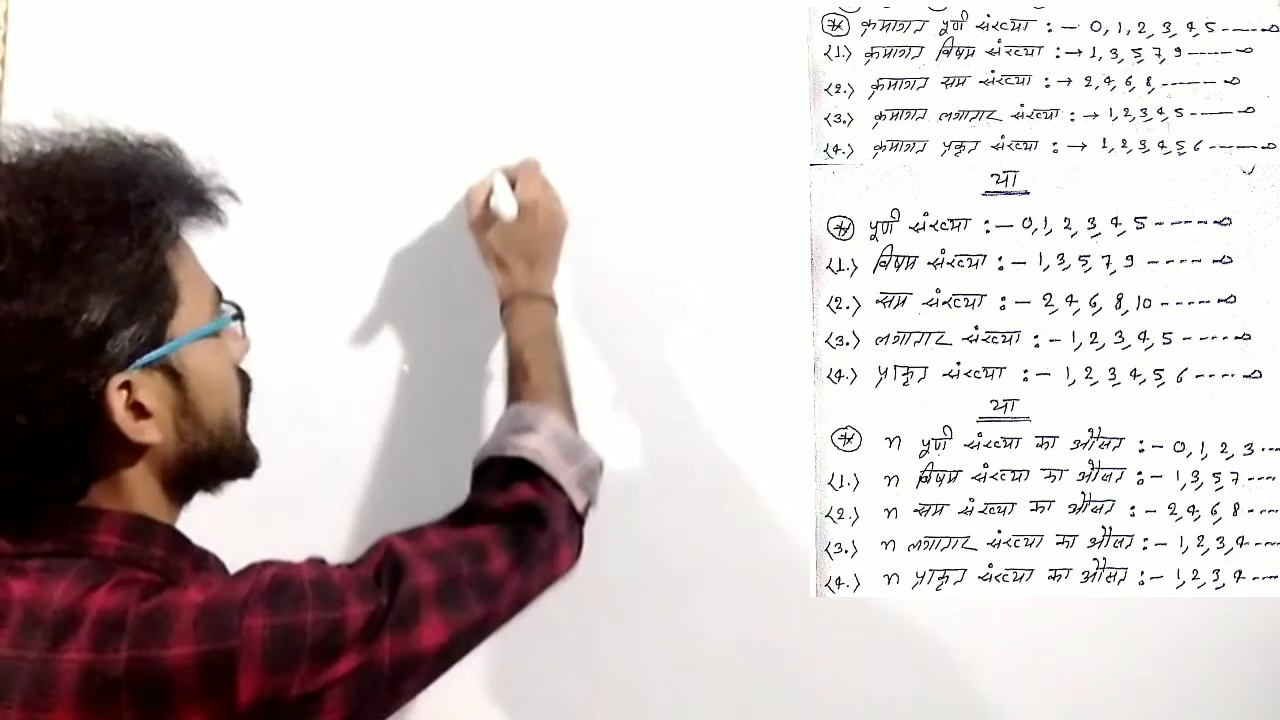 (*) क्रमागत पूर्ण संख्या :- 0, 1, 2, 3, 4, 5 ----∞
(1.) क्रमागत विषम संख्या :→ 1, 3, 5, 7, 9 ----∞
(2.) क्रमागत सम संख्या :→ 2, 4, 6, 8, ----∞
(3.) क्रमागत लगातार संख्या :→ 1, 2, 3, 4, 5 ----∞
(4.) क्रमागत प्रकृत संख्या :→ 1, 2, 3, 4, 5 6 ----∞
या
(*) पूर्ण संख्या :- 0, 1, 2, 3, 4, 5 ----∞
(1.) विषम संख्या :- 1, 3, 5, 7, 9 ----∞
(2.) सम संख्या :- 2, 4, 6, 8, 10 ----∞
(3.) लगातार संख्या :- 1, 2, 3, 4, 5 ----∞
(4.) प्राकृत संख्या :- 1, 2, 3, 4, 5, 6 ----∞
या
(*) n पूर्ण संख्या का औसत :- 0, 1, 2, 3 ---
(1.) n विषम संख्या का औसत :- 1, 3, 5, 7 ----
(2.) n सम संख्या का औसत :- 2, 4, 6, 8 ----
(3.) n लगातार संख्या का औसत :- 1, 2, 3, 4 ----
(4.) n प्राकृत संख्या का औसत :- 1, 2, 3, 4 ----